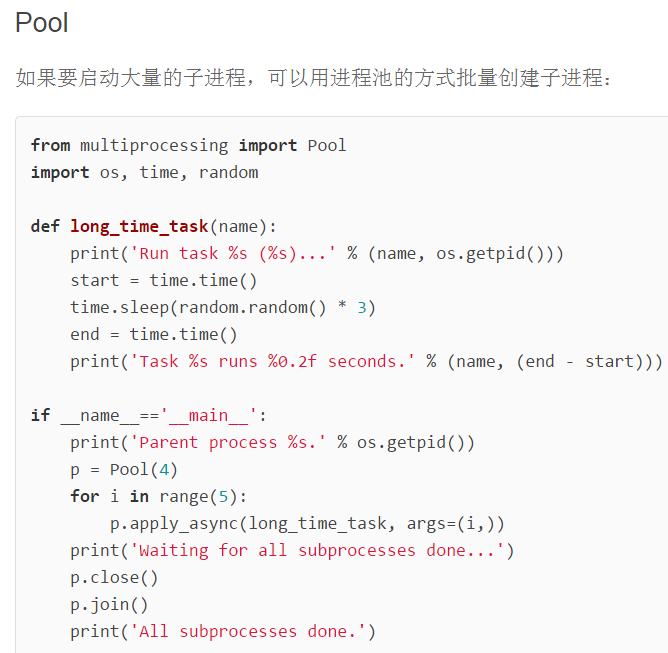 Pool
如果要启动大量的子进程，可以用进程池的方式批量创建子进程：
from multiprocessing import Pool
import os, time, random
def long_time_task(name):
    print('Run task %s (%s)...' % (name, os.getpid()))
    start = time.time()
    time.sleep(random.random() * 3)
    end = time.time()
    print('Task %s runs %0.2f seconds.' % (name, (end - start)))
if __name__=='__main__':
    print('Parent process %s.' % os.getpid())
    p = Pool(4)
    for i in range(5):
        p.apply_async(long_time_task, args=(i,))
    print('Waiting for all subprocesses done...')
    p.close()
    p.join()
    print('All subprocesses done.')